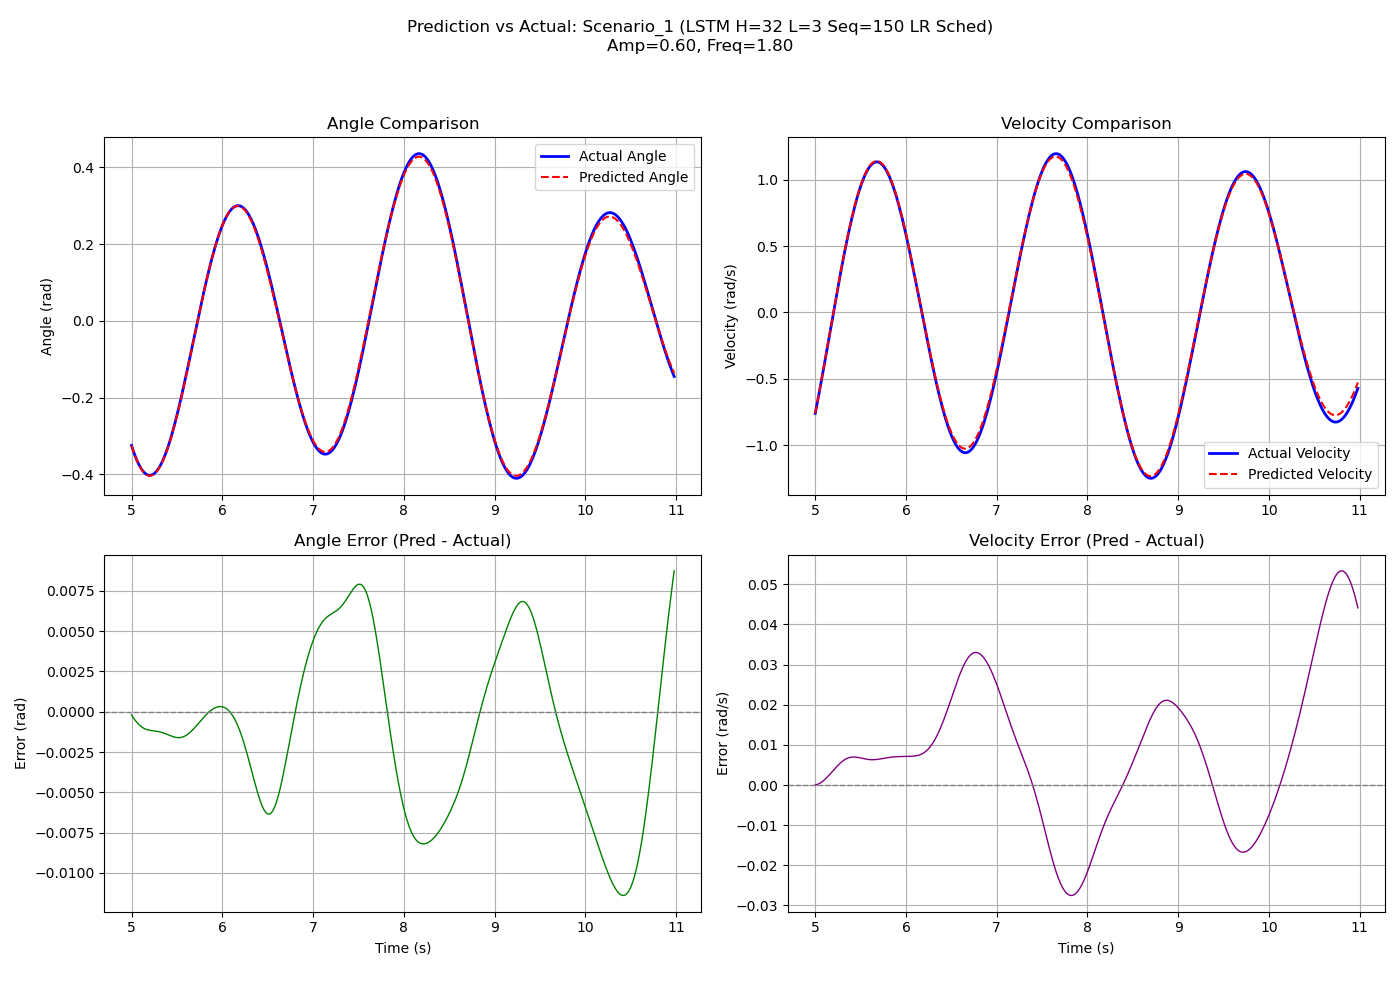 Prediction vs Actual: Scenario_1 (LSTM H=32 L=3 Seq=150 LR Sched)
Amp=0.60, Freq=1.80
Angle Comparison
Angle (rad)
0.4
0.2
0.0
−0.2
−0.4
Actual Angle
Predicted Angle
5 6 7 8 9 10 11
Velocity Comparison
Velocity (rad/s)
1.0
0.5
0.0
−0.5
−1.0
Actual Velocity
Predicted Velocity
5 6 7 8 9 10 11
Angle Error (Pred - Actual)
Error (rad)
0.0075
0.0050
0.0025
0.0000
−0.0025
−0.0050
−0.0075
−0.0100
5 6 7 8 9 10 11
Time (s)
Velocity Error (Pred - Actual)
Error (rad/s)
0.05
0.04
0.03
0.02
0.01
0.00
−0.01
−0.02
−0.03
5 6 7 8 9 10 11
Time (s)